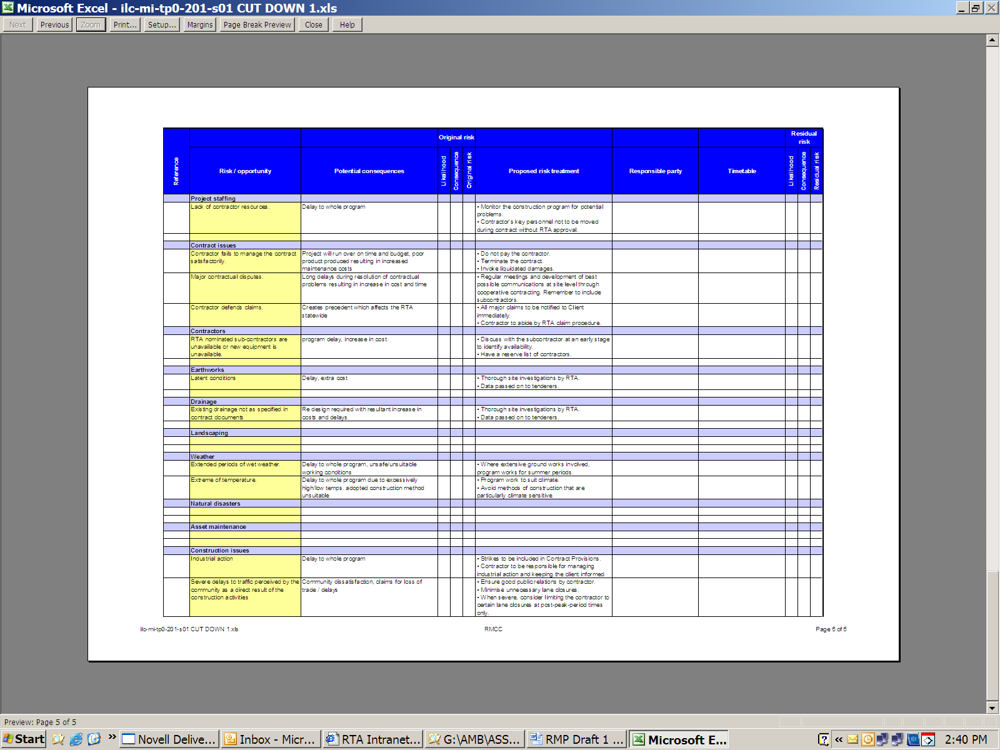 Microsoft Excel - ilc-mi-tp0-201-s01 CUT DOWN 1.xls
Next Previous Zoom Print... Setup... Margins Page Break Preview Close Help
Original risk
Residual risk
Reference
Risk / opportunity
Potential consequences
Likelihood
Consequence
Original risk
Proposed risk treatment
Responsible party
Timetable
Likelihood
Consequence
Residual risk
Project staffing
Lack of contractor resources.
Delay to whole program
• Monitor the construction program for potential
problems.
• Contractor's key personnel not to be moved
during contract without RTA approval.
Contract issues
Contractor fails to manage the contract
satisfactorily.
Project will run over on time and budget, poor
product produced resulting in increased
maintenance costs
• Do not pay the contractor.
• Terminate the contract.
• Invoke liquidated damages.
Major contractual disputes.
Long delays during resolution of contractual
problems resulting in increase in cost and time
• Regular meetings and development of best
possible communications at site level through
cooperative contracting. Remember to include
subcontractors.
Contractor defends claims.
Creates precedent which affects the RTA
statewide
• All major claims to be notified to Client
immediately.
• Contractor to abide by RTA claim procedure.
Contractors
RTA nominated sub-contractors are
unavailable or new equipment is
unavailable.
program delay, increase in cost
• Discuss with the subcontractor at an early stage
to identify availability.
• Have a reserve list of contractors.
Earthworks
Latent conditions
Delay, extra cost
• Thorough site investigations by RTA.
• Data passed on to tenderers.
Drainage
Existing drainage not as specified in
contract documents
Re design required with resultant increase in
costs and delays.
• Thorough site investigations by RTA.
• Data passed on to tenderers.
Landscaping
Weather
Extended periods of wet weather.
Delay to whole program, unsafe/unsuitable
working conditions
• Where extensive ground works involved,
program works for summer periods.
Extreme of temperature.
Delay to whole program due to excessively
high/low temps. adopted construction method
unsuitable
• Program work to suit climate.
• Avoid methods of construction that are
particularly climate sensitive.
Natural disasters
Asset maintenance
Construction issues
Industrial action
Delay to whole program
• Strikes to be included in Contract Provisions.
• Contractor to be responsible for managing
industrial action and keeping the client informed.
Severe delays to traffic perceived by the
community as a direct result of the
construction activities
Community dissatisfaction, claims for loss of
trade / delays
• Ensure good public relations by contractor.
• Minimise unnecessary lane closures.
• When severe, consider limiting the contractor to
certain lane closures at post-peak-period times
only.
ilc-mi-tp0-201-s01 CUT DOWN 1.xls
RMCC
Page 5 of 5
Preview: Page 5 of 5
Start » Novell Delive... Inbox - Micr... RTA Intranet... G:\AMB\ASS... RMP Draft 1 ... Microsoft E... « 2:40 PM